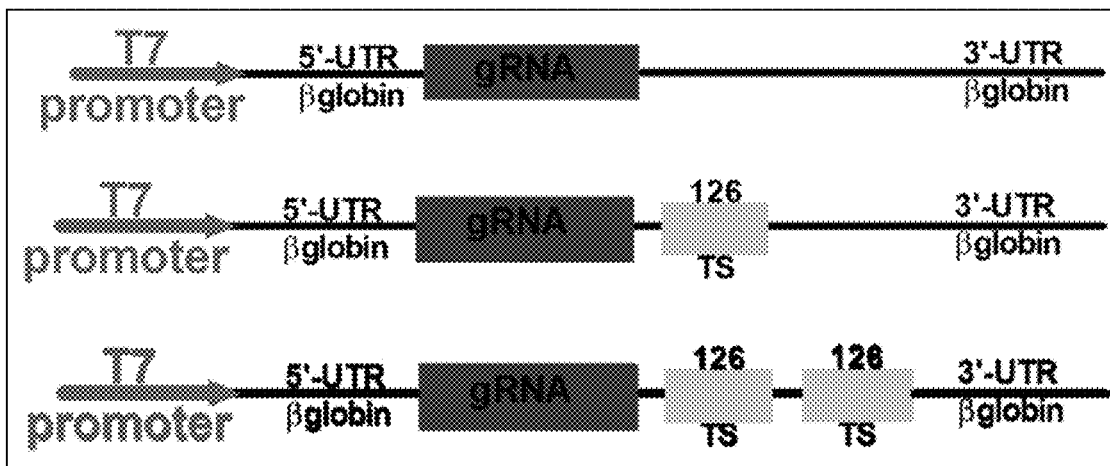 T7
promoter
5'-UTR
βglobin
gRNA
3'-UTR
βglobin
T7
promoter
5'-UTR
βglobin
gRNA
126
TS
3'-UTR
βglobin
T7
promoter
5'-UTR
βglobin
gRNA
126
TS
126
TS
3'-UTR
βglobin